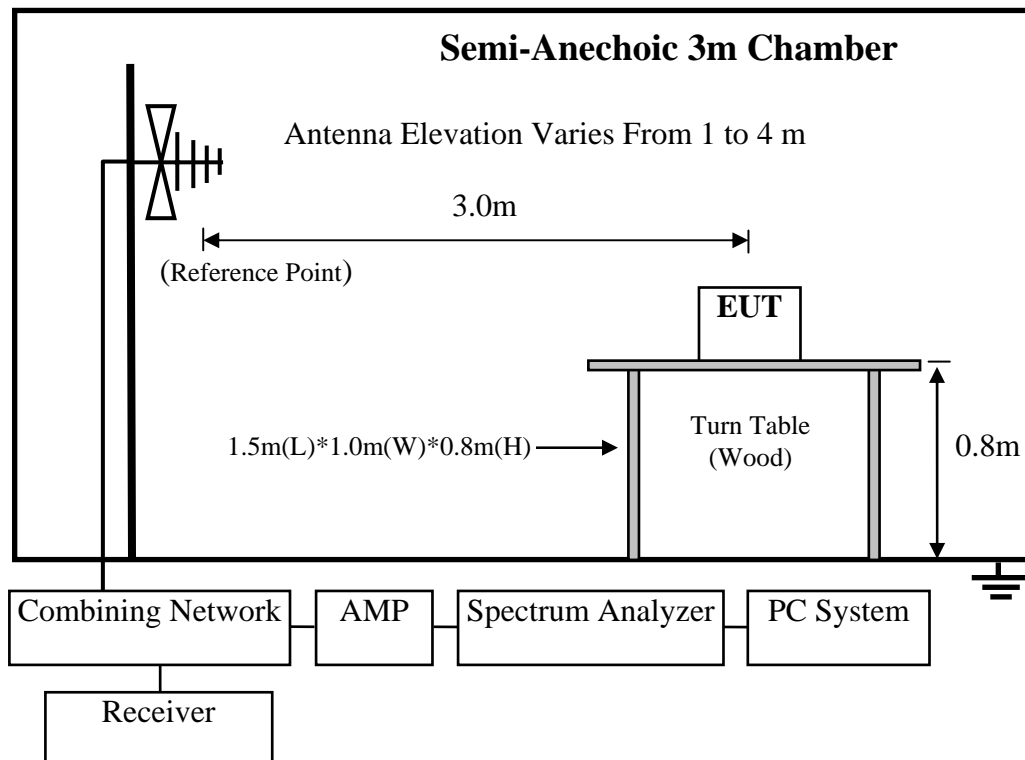 Semi-Anechoic 3m Chamber
Antenna Elevation Varies From 1 to 4 m
3.0m
(Reference Point)
EUT
1.5m(L)*1.0m(W)*0.8m(H)
Turn Table
(Wood)
0.8m
Combining Network
AMP
Spectrum Analyzer
PC System
Receiver